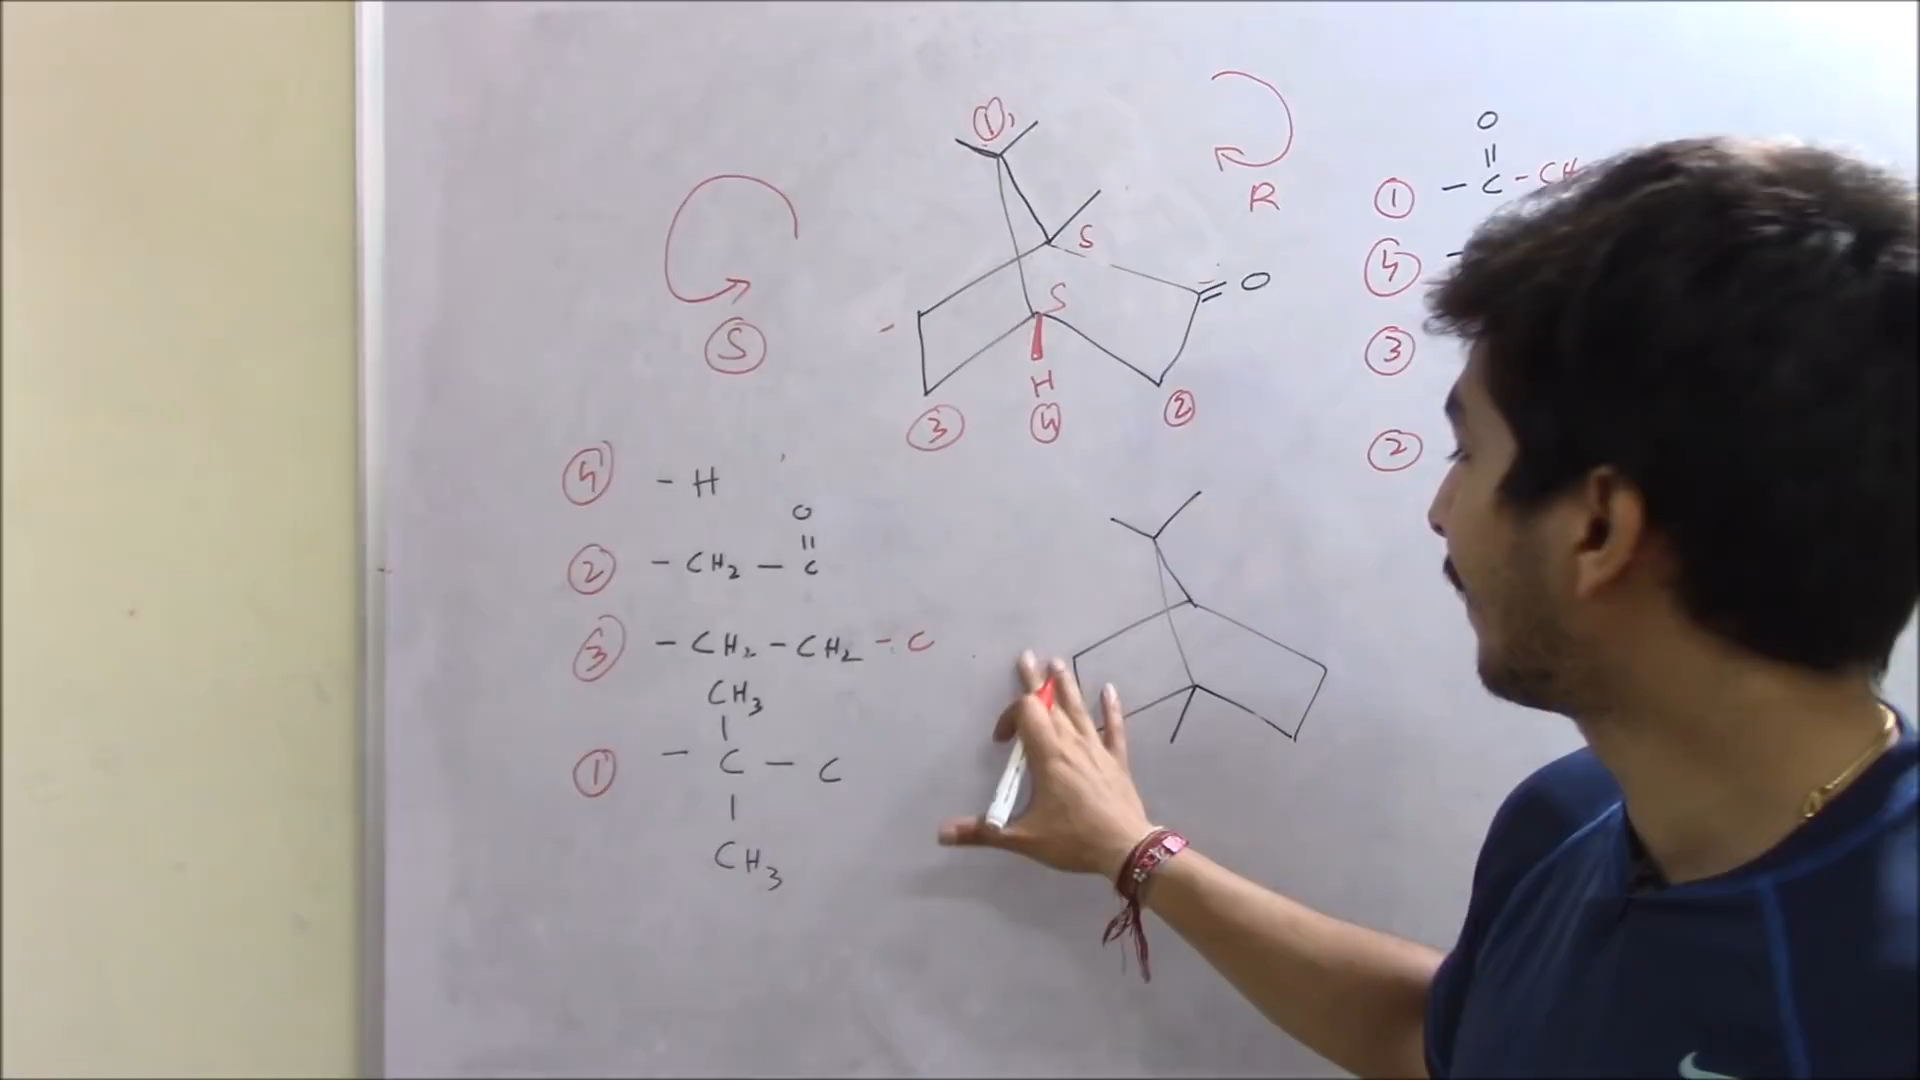 ①
S
S
O
H
④
③
②
S
R
O
||
① - C - CH
④
③
②
④ - H
O
||
② - CH₂ - C
③ - CH₂ - CH₂ - C
CH₃
|
① - C - C
|
CH₃